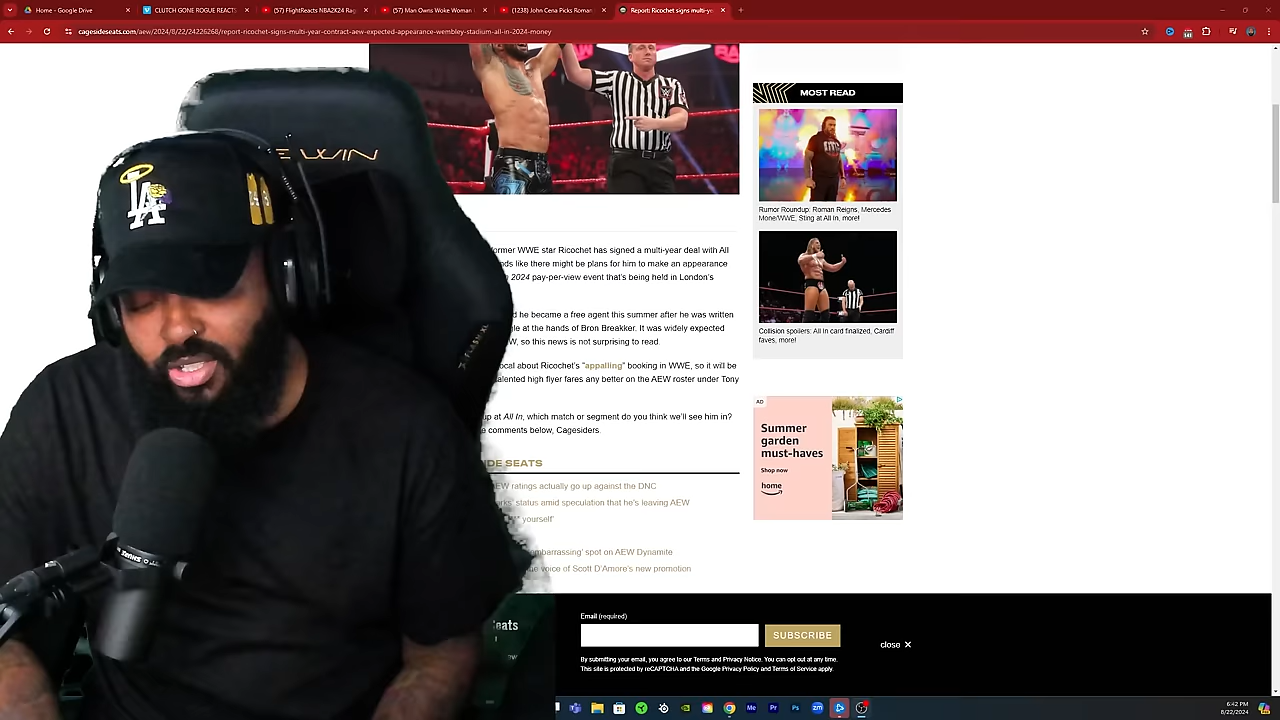 Home - Google Drive
CLUTCH GONE ROGUE REACTS
(57) FlightReacts NBA2K24 Rag
(57) Man Owns Woke Woman I
(1238) John Cena Picks Roman
Report: Ricochet signs multi-ye
cagesideseats.com/aew/2024/8/22/24226268/report-ricochet-signs-multi-year-contract-aew-expected-appearance-wembley-stadium-all-in-2024-money
E WIN
LA
former WWE star Ricochet has signed a multi-year deal with All
like there might be plans for him to make an appearance
2024 pay-per-view event that's being held in London's
he became a free agent this summer after he was written
at the hands of Bron Breakker. It was widely expected
so this news is not surprising to read.
about Ricochet's "appalling" booking in WWE, so it will be
talented high flyer fares any better on the AEW roster under Tony
up at All In, which match or segment do you think we'll see him in?
comments below, Cagesiders.
SEATS
ratings actually go up against the DNC
status amid speculation that he's leaving AEW
yourself'
embarrassing' spot on AEW Dynamite
voice of Scott D'Amore's new promotion
MOST READ
Rumor Roundup: Roman Reigns, Mercedes
Mone/WWE, Sting at All In, more!
Collision spoilers: All In card finalized, Cardiff
faves, more!
AD
Summer
garden
must-haves
Shop now
home
Email (required)
SUBSCRIBE
close
By submitting your email, you agree to our Terms and Privacy Notice. You can opt out at any time.
This site is protected by reCAPTCHA and the Google Privacy Policy and Terms of Service apply.
6:42 PM
8/22/2024